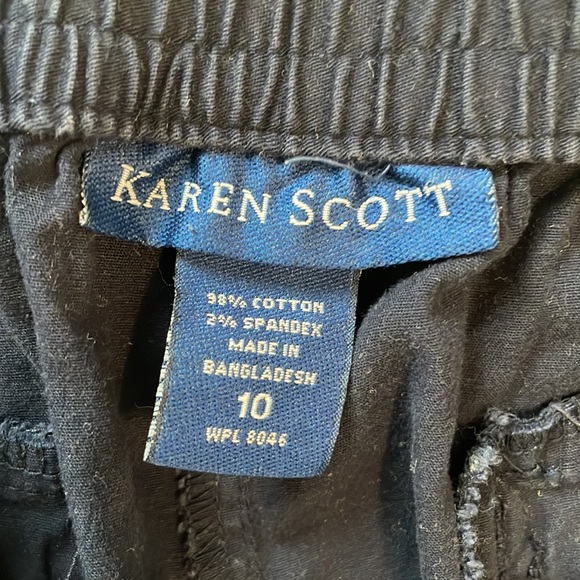 KAREN SCOTT
98% COTTON
2% SPANDEX
MADE IN
BANGLADESH
10
WPL 8046